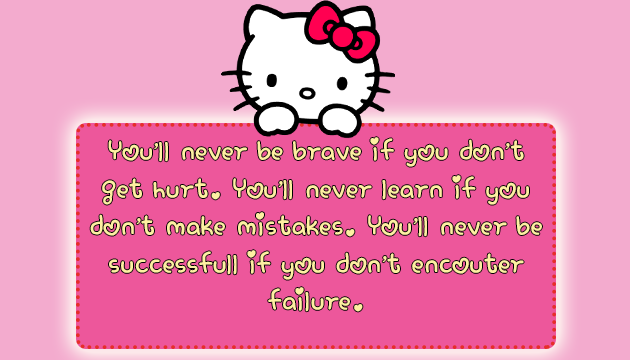 You'll never be brave if you don't
get hurt. You'll never learn if you
don't make mistakes. You'll never be
successfull if you don't encouter
failure.